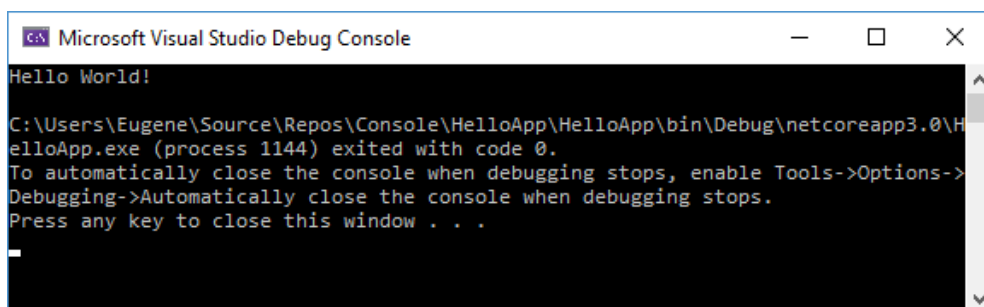 Microsoft Visual Studio Debug Console
Hello World!
C:\Users\Eugene\Source\Repos\Console\HelloApp\HelloApp\bin\Debug\netcoreapp3.0\H
elloApp.exe (process 1144) exited with code 0.
To automatically close the console when debugging stops, enable Tools->Options->
Debugging->Automatically close the console when debugging stops.
Press any key to close this window . . .